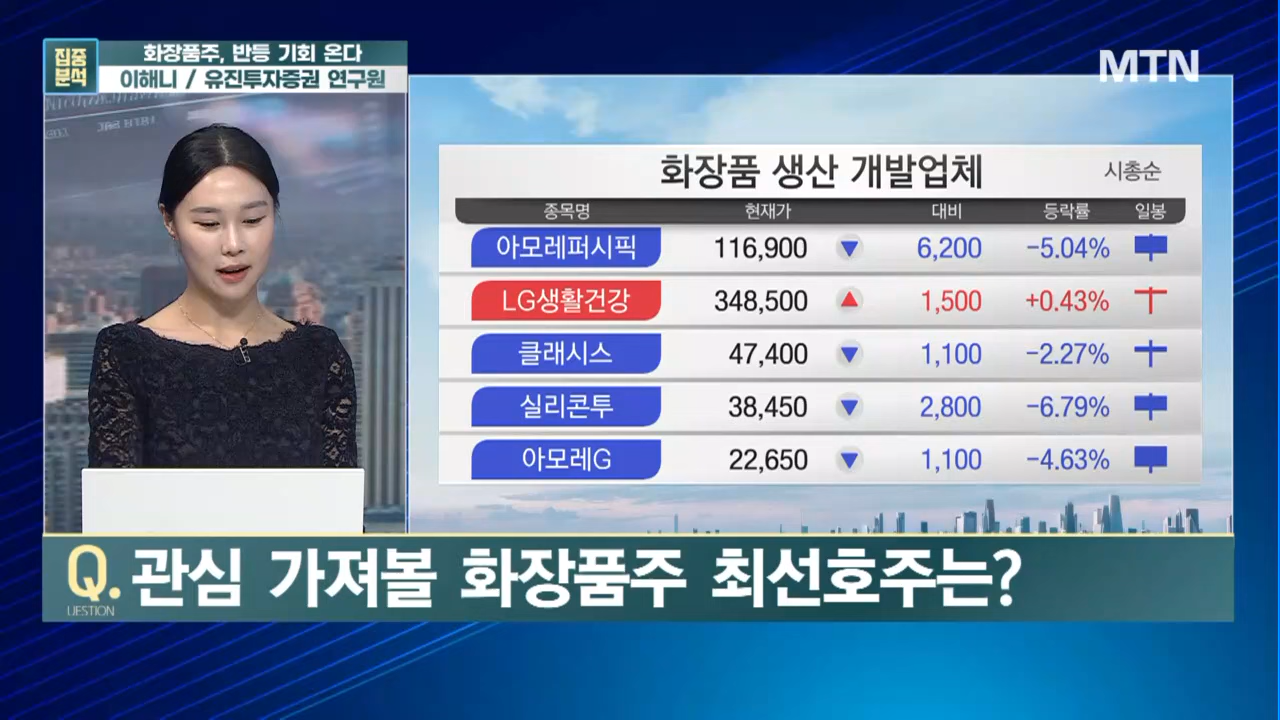 집중
분석
화장품주, 반등 기회 온다
이해니 / 유진투자증권 연구원
MTN
화장품 생산 개발업체
시총순
종목명 현재가 대비 등락률 일봉
아모레퍼시픽 116,900 ▼ 6,200 -5.04%
LG생활건강 348,500 ▲ 1,500 +0.43%
클래시스 47,400 ▼ 1,100 -2.27%
실리콘투 38,450 ▼ 2,800 -6.79%
아모레G 22,650 ▼ 1,100 -4.63%
Q. 관심 가져볼 화장품주 최선호주는?
UESTION